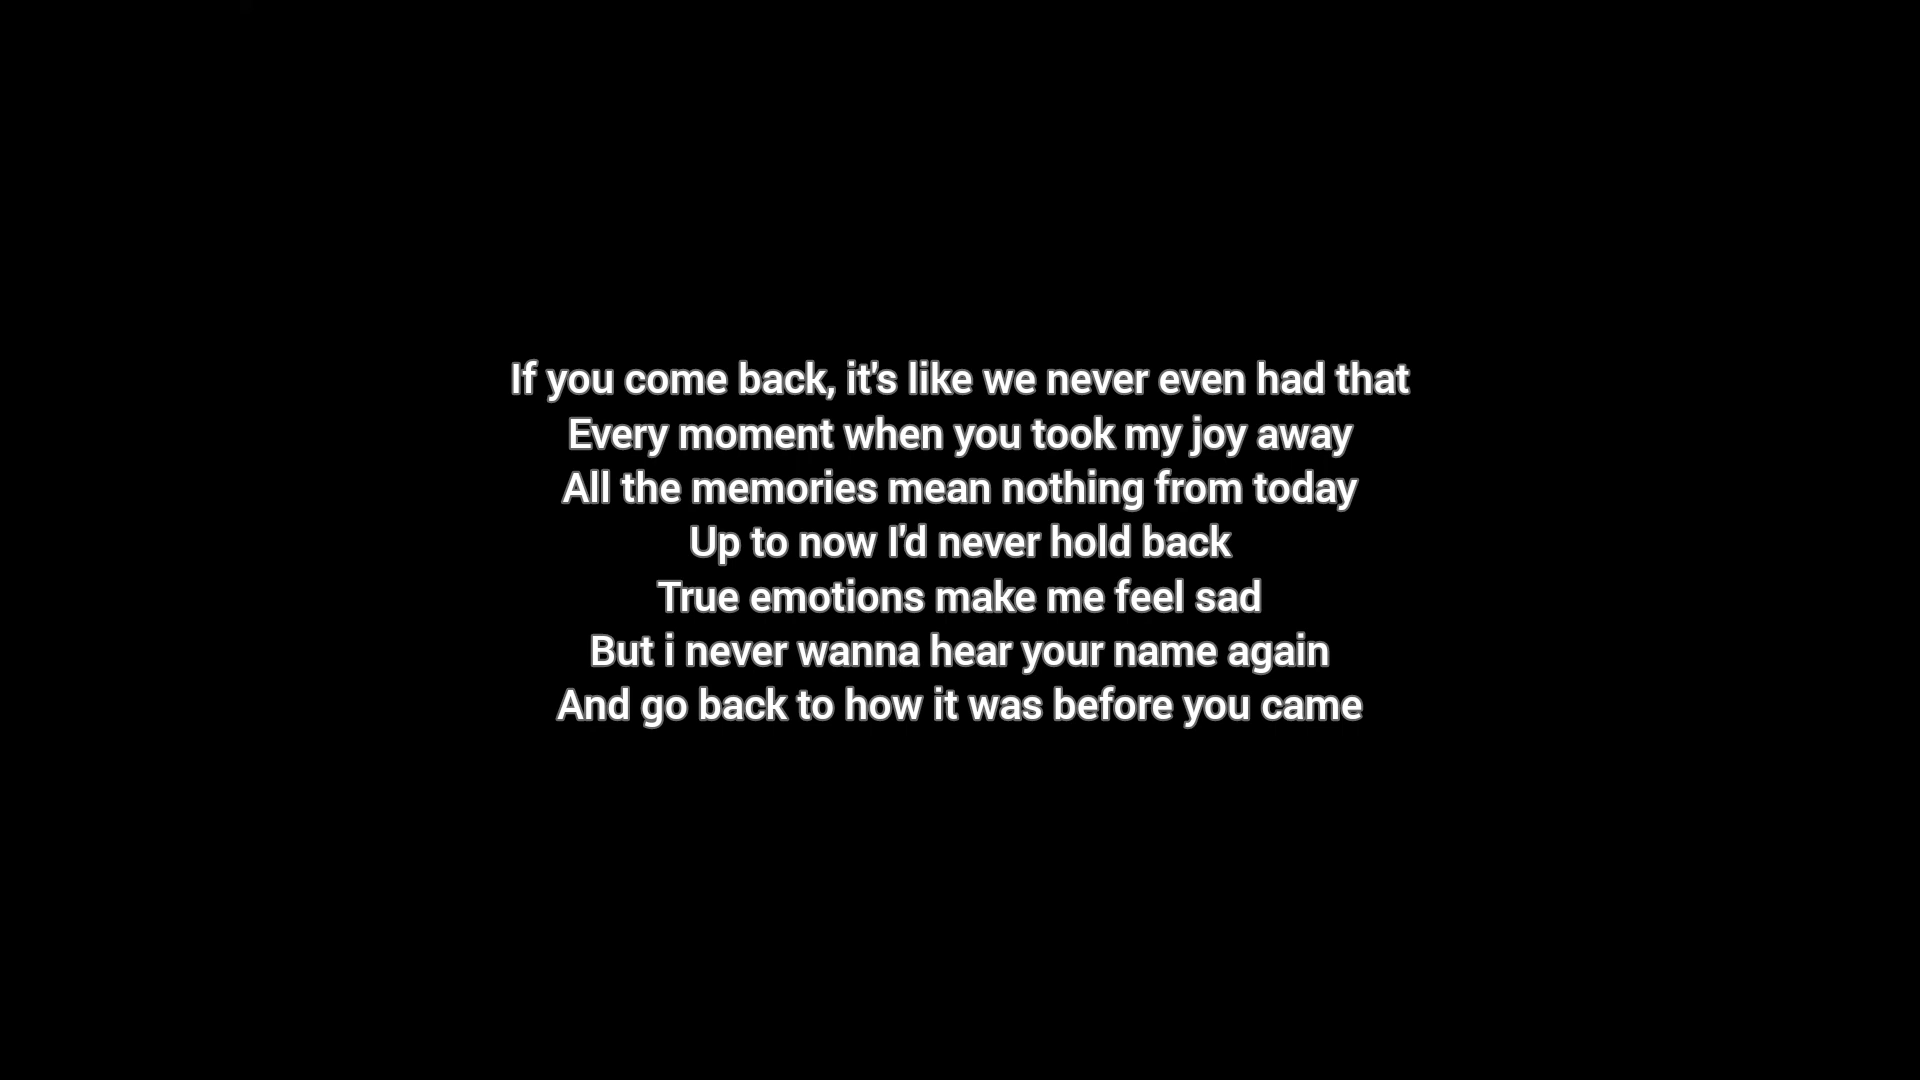 If you come back, it's like we never even had that
Every moment when you took my joy away
All the memories mean nothing from today
Up to now I'd never hold back
True emotions make me feel sad
But i never wanna hear your name again
And go back to how it was before you came